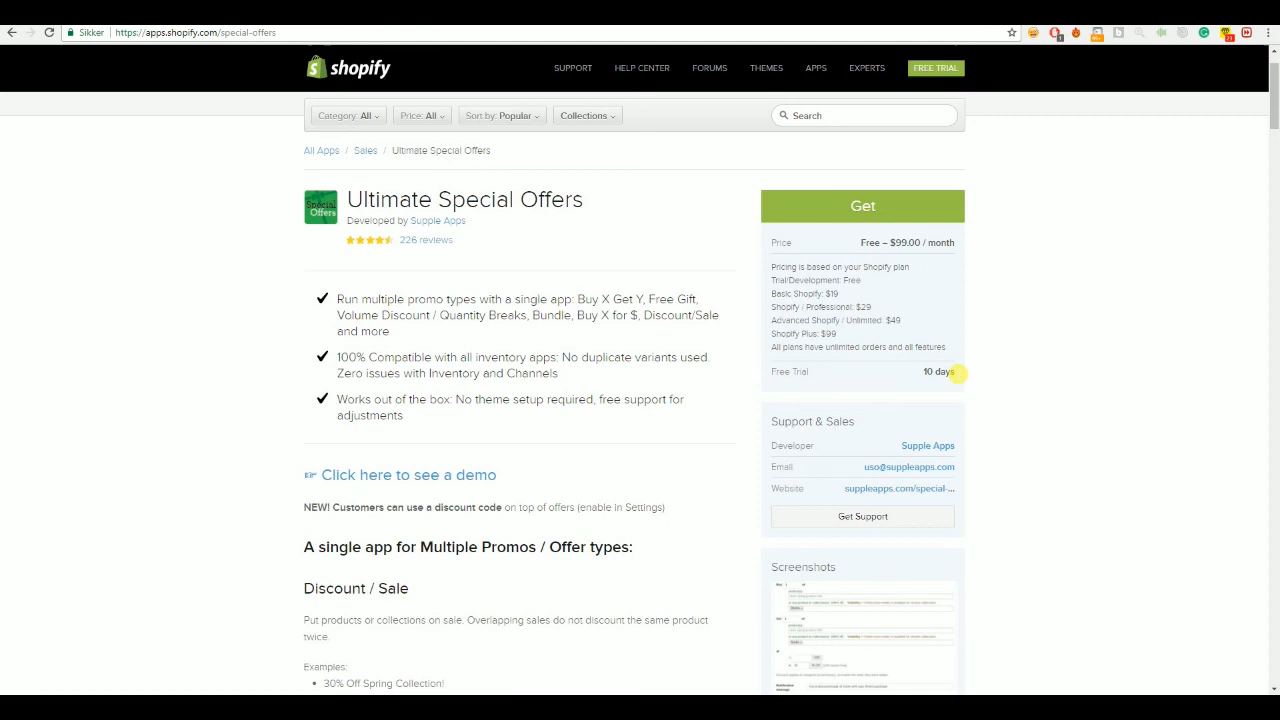 Sikker https://apps.shopify.com/special-offers
shopify
SUPPORT HELP CENTER FORUMS THEMES APPS EXPERTS FREE TRIAL
Category: All Price: All Sort by: Popular Collections Search
All Apps / Sales / Ultimate Special Offers
Special Offers
Ultimate Special Offers
Developed by Supple Apps
226 reviews
Run multiple promo types with a single app: Buy X Get Y, Free Gift,
Volume Discount / Quantity Breaks, Bundle, Buy X for $, Discount/Sale
and more
100% Compatible with all inventory apps: No duplicate variants used.
Zero issues with Inventory and Channels
Works out of the box: No theme setup required, free support for
adjustments
☞ Click here to see a demo
NEW! Customers can use a discount code on top of offers (enable in Settings)
A single app for Multiple Promos / Offer types:
Discount / Sale
Put products or collections on sale. Overlapping sales do not discount the same product
twice.
Examples:
• 30% Off Spring Collection!
Get
Price Free – $99.00 / month
Pricing is based on your Shopify plan
Trial/Development: Free
Basic Shopify: $19
Shopify / Professional: $29
Advanced Shopify / Unlimited: $49
Shopify Plus: $99
All plans have unlimited orders and all features
Free Trial 10 days
Support & Sales
Developer Supple Apps
Email uso@suppleapps.com
Website suppleapps.com/special-...
Get Support
Screenshots